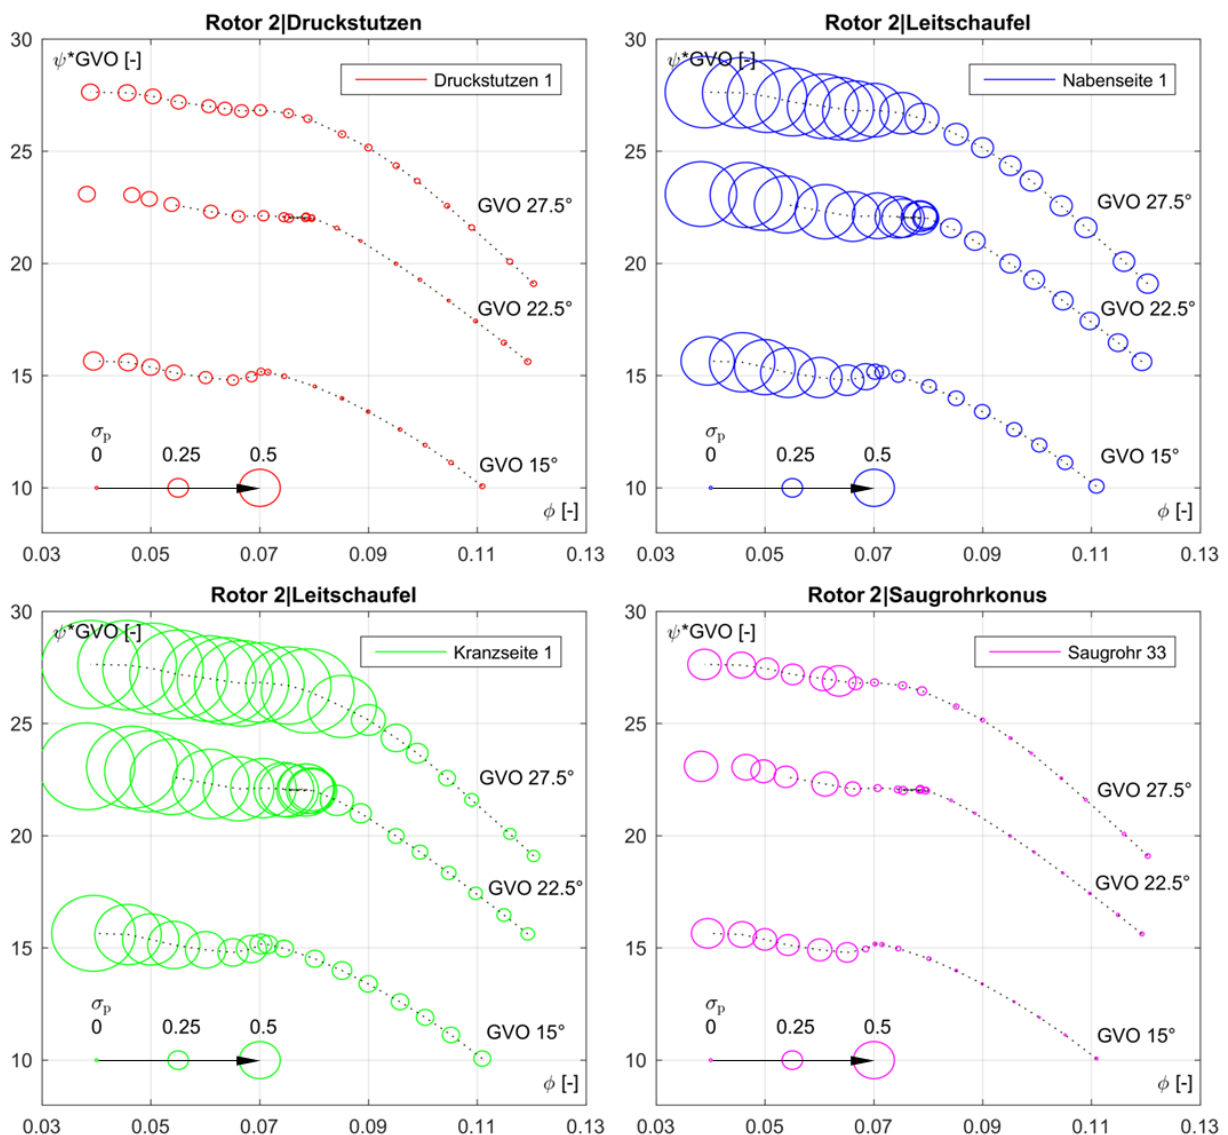 Rotor 2|Druckstutzen
30
ψ*GVO [-]
Druckstutzen 1
25
GVO 27.5°
20
GVO 22.5°
15
σp
0 0.25 0.5
GVO 15°
10
ϕ [-]
0.03 0.05 0.07 0.09 0.11 0.13
Rotor 2|Leitschaufel
30
ψ*GVO [-]
Nabenseite 1
25
GVO 27.5°
20
GVO 22.5°
15
σp
0 0.25 0.5
GVO 15°
10
ϕ [-]
0.03 0.05 0.07 0.09 0.11 0.13
Rotor 2|Leitschaufel
30
ψ*GVO [-]
Kranzseite 1
25
GVO 27.5°
20
GVO 22.5°
15
σp
0 0.25 0.5
GVO 15°
10
ϕ [-]
0.03 0.05 0.07 0.09 0.11 0.13
Rotor 2|Saugrohrkonus
30
ψ*GVO [-]
Saugrohr 33
25
GVO 27.5°
20
GVO 22.5°
15
σp
0 0.25 0.5
GVO 15°
10
ϕ [-]
0.03 0.05 0.07 0.09 0.11 0.13